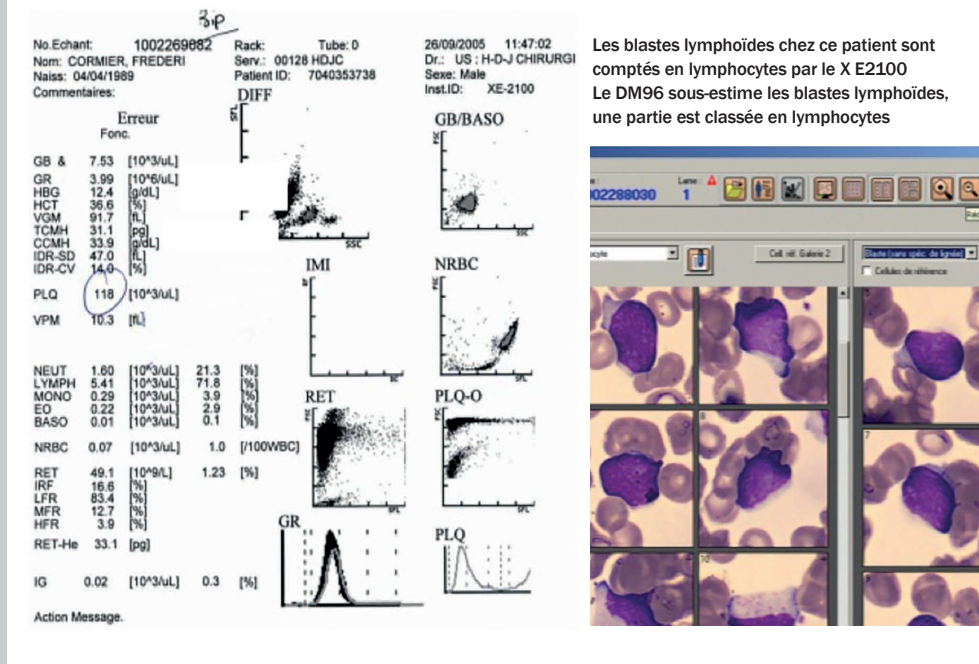 3P
No.Echant: 1002269682 Rack: Tube: 0 26/09/2005 11:47:02
Nom: CORMIER, FREDERI Serv.: 00128 HDJC Dr.: US : H-D-J CHIRURGI
Naiss: 04/04/1989 Patient ID: 7040353738 Sexe: Male
Commentaires: Inst.ID: XE-2100
DIFF
Erreur
Fonc.
GB/BASO
SFL
FSC
SSC
GB & 7.53 [10^3/uL]
GR 3.99 [10^6/uL]
HBG 12.4 [g/dL]
HCT 36.6 [%]
VGM 91.7 [fL]
TCMH 31.1 [pg]
CCMH 33.9 [g/dL]
IDR-SD 47.0 [fL]
IDR-CV 14.0 [%]
PLQ 118 [10^3/uL]
VPM 10.3 [fL]
IMI NRBC
NEUT 1.60 [10^3/uL] 21.3 [%]
LYMPH 5.41 [10^3/uL] 71.8 [%]
MONO 0.29 [10^3/uL] 3.9 [%]
EO 0.22 [10^3/uL] 2.9 [%]
BASO 0.01 [10^3/uL] 0.1 [%]
RET PLQ-O
NRBC 0.07 [10^3/uL] 1.0 [/100WBC]
RET 49.1 [10^9/L] 1.23 [%]
IRF 16.6 [%]
LFR 83.4 [%]
MFR 12.7 [%]
HFR 3.9 [%]
RET-He 33.1 [pg]
GR PLQ
IG 0.02 [10^3/uL] 0.3 [%]
Action Message.
Les blastes lymphoïdes chez ce patient sont
comptés en lymphocytes par le X E2100
Le DM96 sous-estime les blastes lymphoïdes,
une partie est classée en lymphocytes
02288030 Lame : 1
ocyte Cell. réf. Galerie 2 Blaste (sans spéc. de lignée)
Cellules de référence
8
7
10